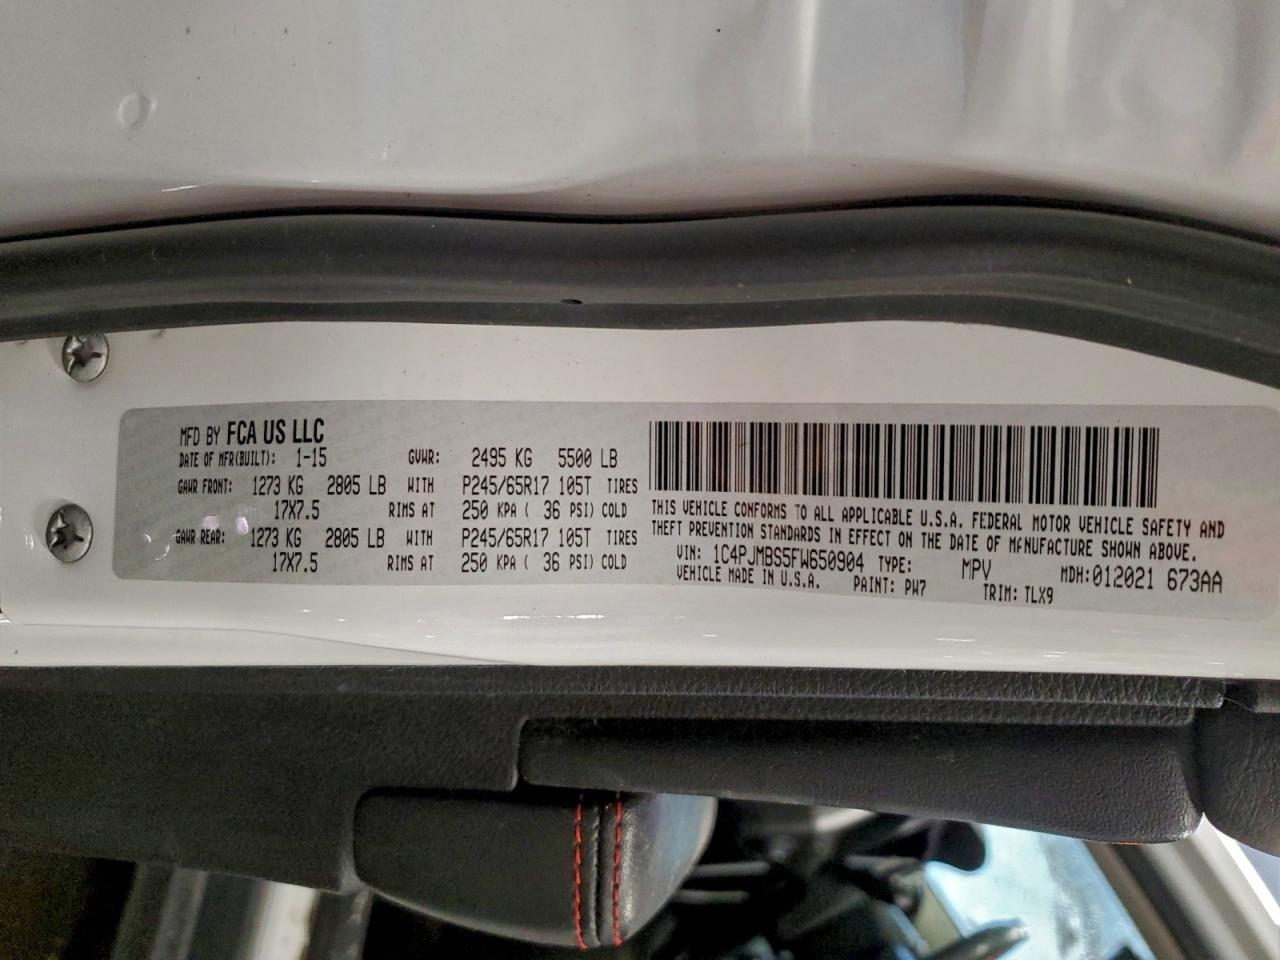 MFD BY FCA US LLC
DATE OF MFR(BUILT): 1-15 GVWR: 2495 KG 5500 LB
GAWR FRONT: 1273 KG 2805 LB WITH P245/65R17 105T TIRES
17X7.5 RIMS AT 250 KPA ( 36 PSI) COLD
GAWR REAR: 1273 KG 2805 LB WITH P245/65R17 105T TIRES
17X7.5 RIMS AT 250 KPA ( 36 PSI) COLD
THIS VEHICLE CONFORMS TO ALL APPLICABLE U.S.A. FEDERAL MOTOR VEHICLE SAFETY AND
THEFT PREVENTION STANDARDS IN EFFECT ON THE DATE OF MANUFACTURE SHOWN ABOVE.
VIN: 1C4PJMBS5FW650904 TYPE: MPV MDH:012021 673AA
VEHICLE MADE IN U.S.A. PAINT: PW7 TRIM: TLX9